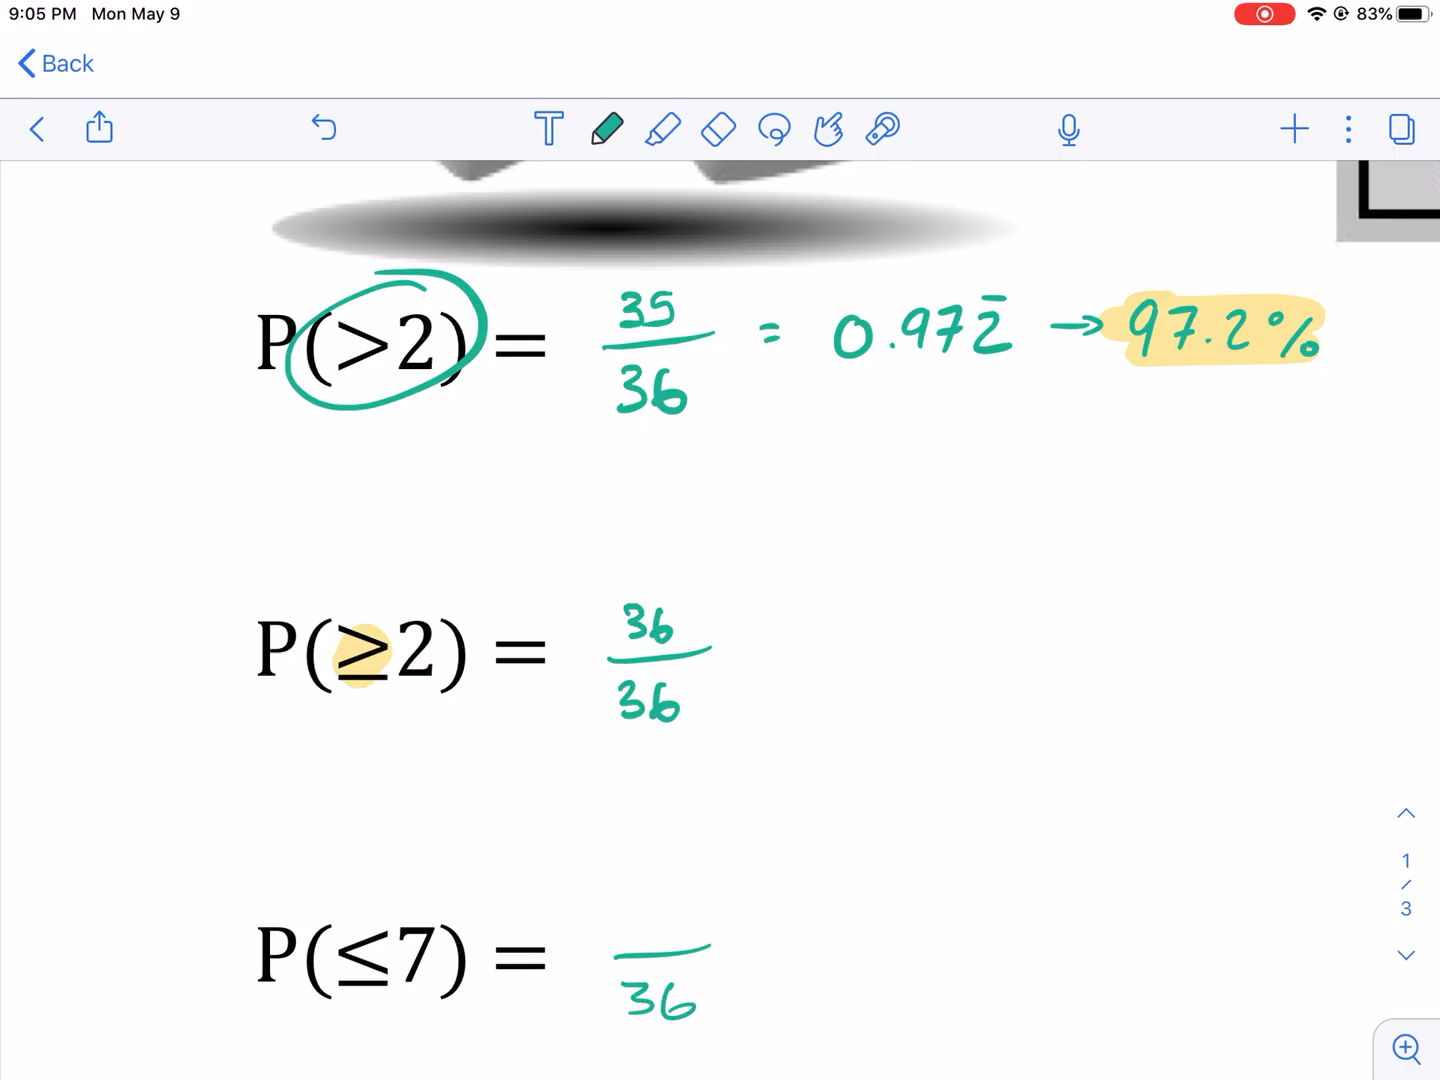 9:05 PM Mon May 9
83%
Back
T
P(>2) = 35/36 = 0.972̅ → 97.2%
P(≥2) = 36/36
1
/
3
P(≤7) = /36